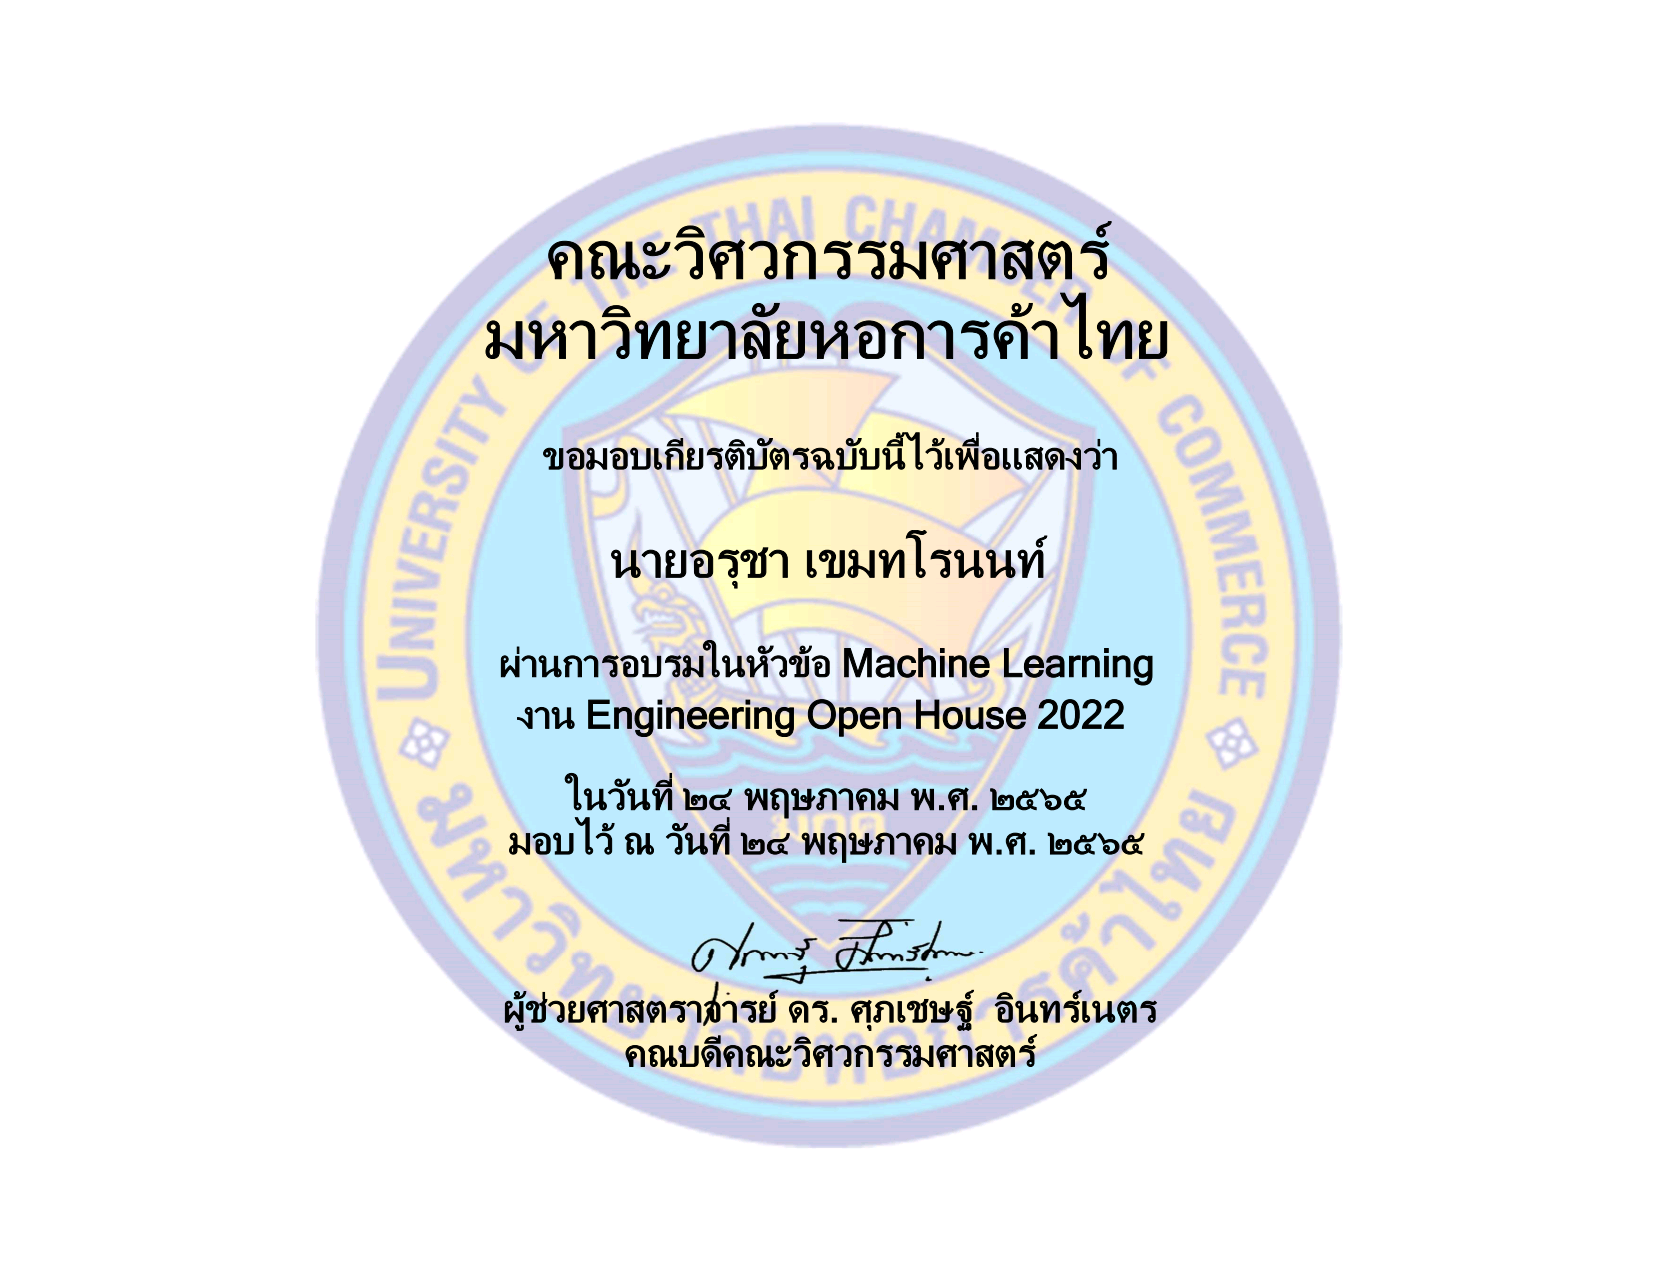 คณะวิศวกรรมศาสตร์
มหาวิทยาลัยหอการค้าไทย
ขอมอบเกียรติบัตรฉบับนี้ไว้เพื่อแสดงว่า
นายอรุชา เขมทโรนนท์
ผ่านการอบรมในหัวข้อ Machine Learning
งาน Engineering Open House 2022
ในวันที่ ๒๔ พฤษภาคม พ.ศ. ๒๕๖๕
มอบไว้ ณ วันที่ ๒๔ พฤษภาคม พ.ศ. ๒๕๖๕
ผู้ช่วยศาสตราจารย์ ดร. ศุภเชษฐ์ อินทร์เนตร
คณบดีคณะวิศวกรรมศาสตร์
UNIVERSITY OF THE THAI CHAMBER OF COMMERCE
มหาวิทยาลัยหอการค้าไทย